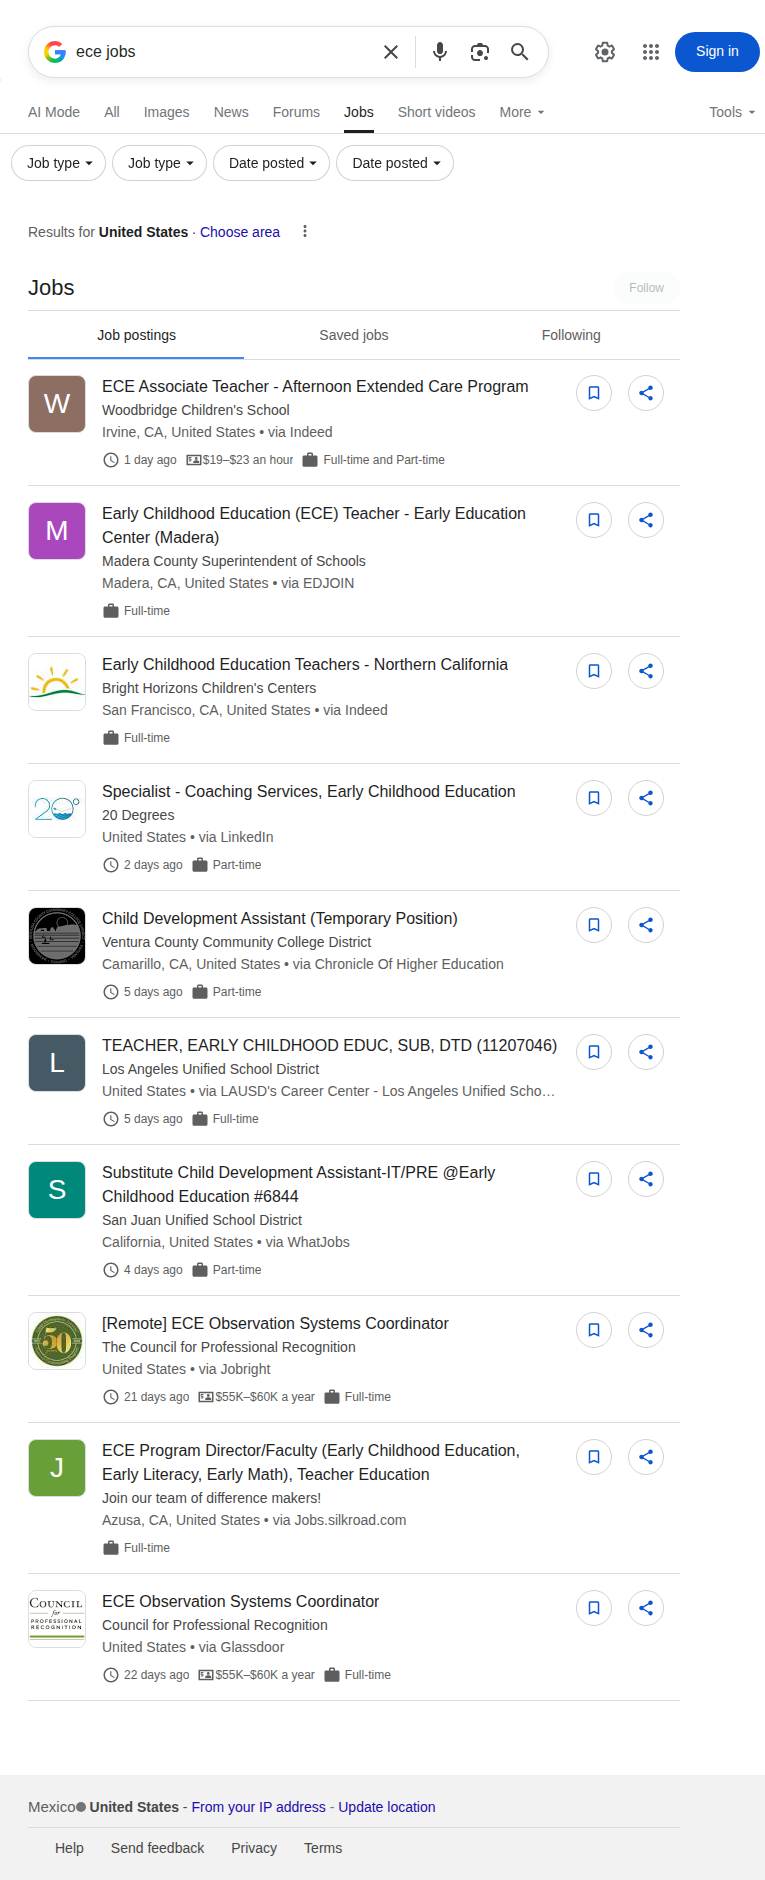 ece jobs
Sign in
AI Mode All Images News Forums Jobs Short videos More Tools
Job type Job type Date posted Date posted
Results for United States · Choose area
Jobs
Follow
Job postings Saved jobs Following
W
ECE Associate Teacher - Afternoon Extended Care Program
Woodbridge Children's School
Irvine, CA, United States • via Indeed
1 day ago $19–$23 an hour Full-time and Part-time
M
Early Childhood Education (ECE) Teacher - Early Education
Center (Madera)
Madera County Superintendent of Schools
Madera, CA, United States • via EDJOIN
Full-time
Early Childhood Education Teachers - Northern California
Bright Horizons Children's Centers
San Francisco, CA, United States • via Indeed
Full-time
20°
Specialist - Coaching Services, Early Childhood Education
20 Degrees
United States • via LinkedIn
2 days ago Part-time
Child Development Assistant (Temporary Position)
Ventura County Community College District
Camarillo, CA, United States • via Chronicle Of Higher Education
5 days ago Part-time
L
TEACHER, EARLY CHILDHOOD EDUC, SUB, DTD (11207046)
Los Angeles Unified School District
United States • via LAUSD's Career Center - Los Angeles Unified Scho…
5 days ago Full-time
S
Substitute Child Development Assistant-IT/PRE @Early
Childhood Education #6844
San Juan Unified School District
California, United States • via WhatJobs
4 days ago Part-time
50
[Remote] ECE Observation Systems Coordinator
The Council for Professional Recognition
United States • via Jobright
21 days ago $55K–$60K a year Full-time
J
ECE Program Director/Faculty (Early Childhood Education,
Early Literacy, Early Math), Teacher Education
Join our team of difference makers!
Azusa, CA, United States • via Jobs.silkroad.com
Full-time
COUNCIL
for
PROFESSIONAL
RECOGNITION
ECE Observation Systems Coordinator
Council for Professional Recognition
United States • via Glassdoor
22 days ago $55K–$60K a year Full-time
Mexico United States - From your IP address - Update location
Help Send feedback Privacy Terms